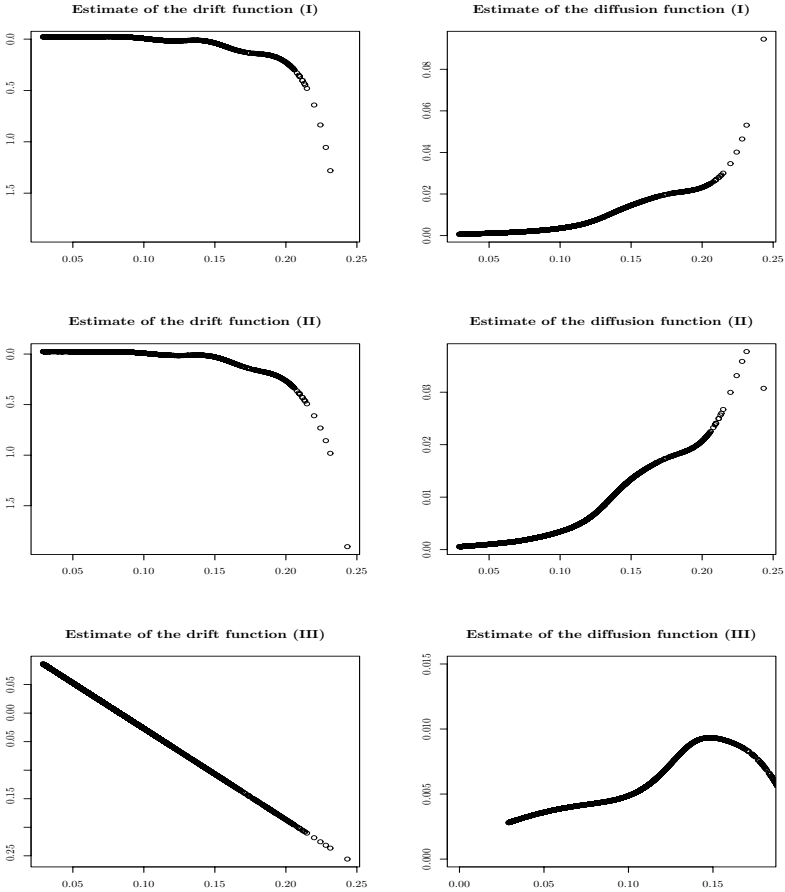 Estimate of the drift function (I)
0.0
0.5
1.0
1.5
0.05 0.10 0.15 0.20 0.25
Estimate of the diffusion function (I)
0.08
0.06
0.04
0.02
0.00
0.05 0.10 0.15 0.20 0.25
Estimate of the drift function (II)
0.0
0.5
1.0
1.5
0.05 0.10 0.15 0.20 0.25
Estimate of the diffusion function (II)
0.03
0.02
0.01
0.00
0.05 0.10 0.15 0.20 0.25
Estimate of the drift function (III)
0.05
0.00
0.05
0.15
0.25
0.05 0.10 0.15 0.20 0.25
Estimate of the diffusion function (III)
0.015
0.010
0.005
0.000
0.00 0.05 0.10 0.15